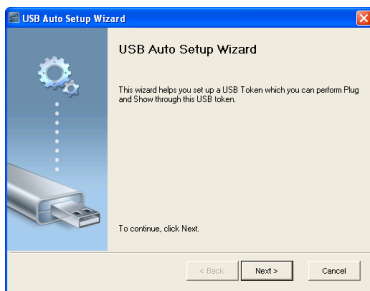 USB Auto Setup Wizard
USB Auto Setup Wizard
This wizard helps you set up a USB Token which you can perform Plug
and Show through this USB token.
To continue, click Next.
< Back
Next >
Cancel